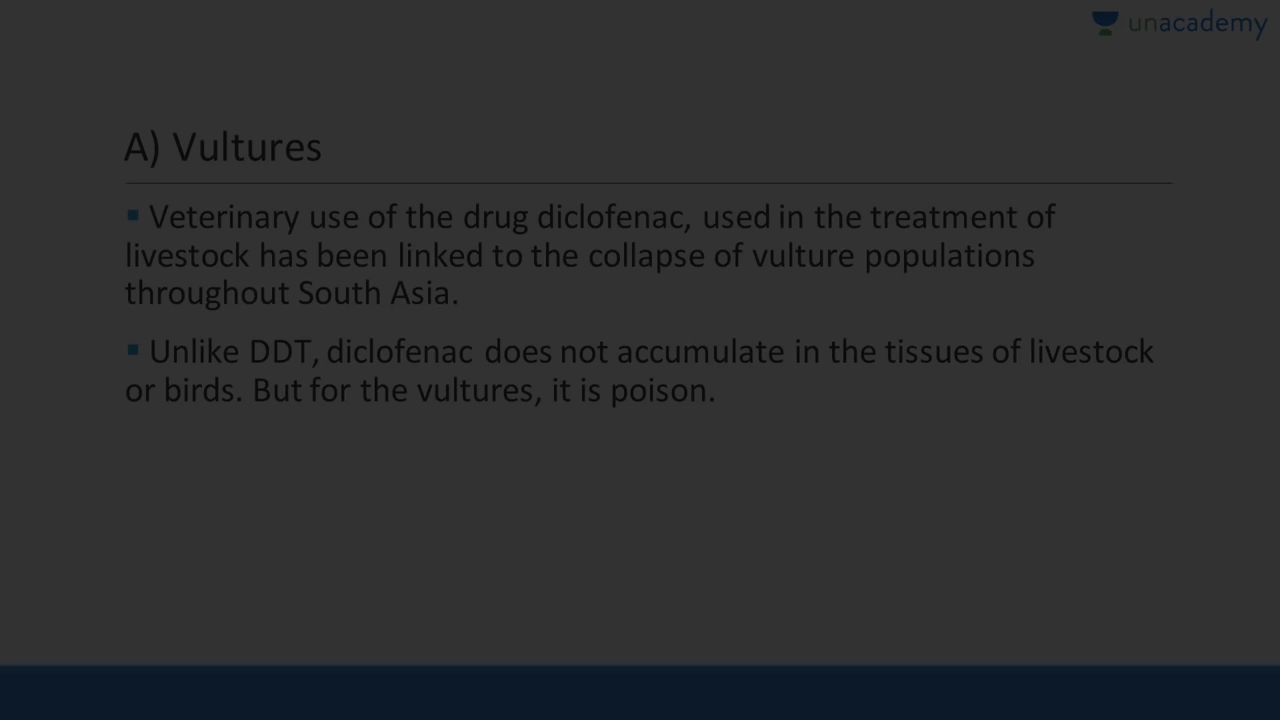 unacademy
A) Vultures
▪ Veterinary use of the drug diclofenac, used in the treatment of
livestock has been linked to the collapse of vulture populations
throughout South Asia.
▪ Unlike DDT, diclofenac does not accumulate in the tissues of livestock
or birds. But for the vultures, it is poison.